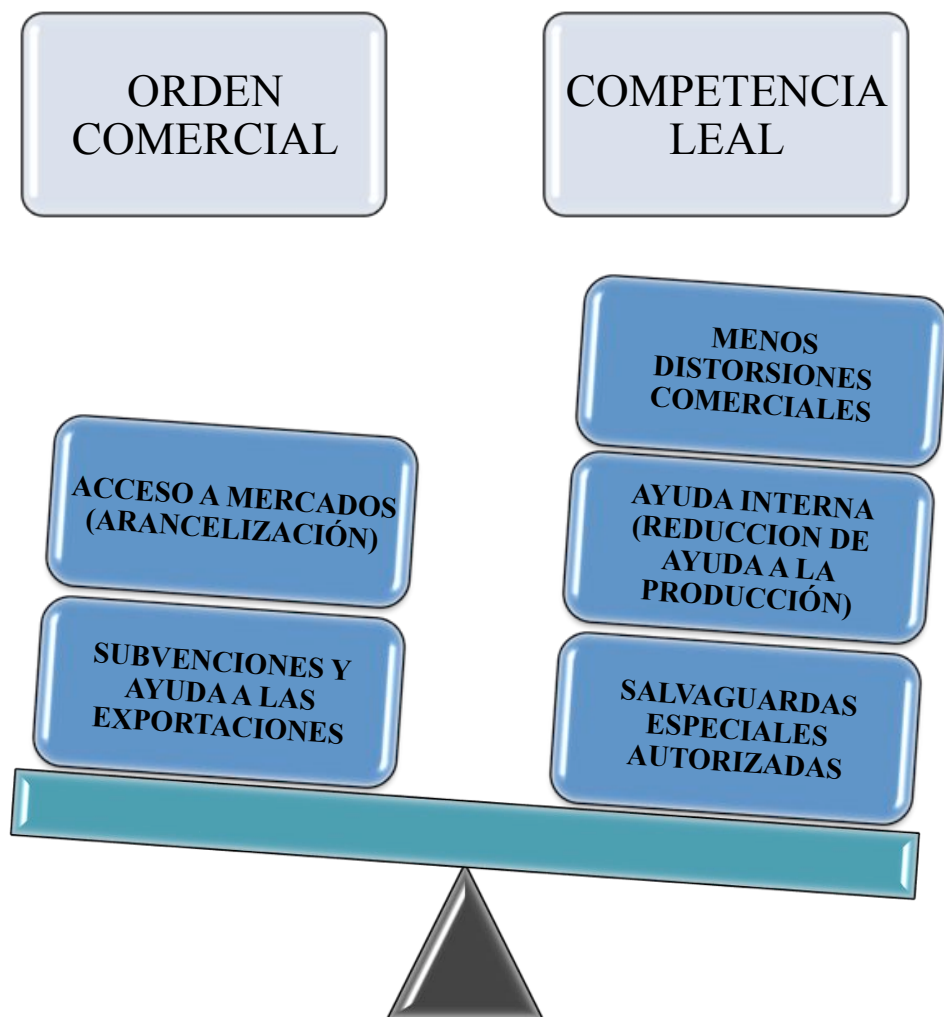 ORDEN
COMERCIAL
COMPETENCIA
LEAL
ACCESO A MERCADOS
(ARANCELIZACIÓN)
SUBVENCIONES Y
AYUDA A LAS
EXPORTACIONES
MENOS
DISTORSIONES
COMERCIALES
AYUDA INTERNA
(REDUCCION DE
AYUDA A LA
PRODUCCIÓN)
SALVAGUARDAS
ESPECIALES
AUTORIZADAS